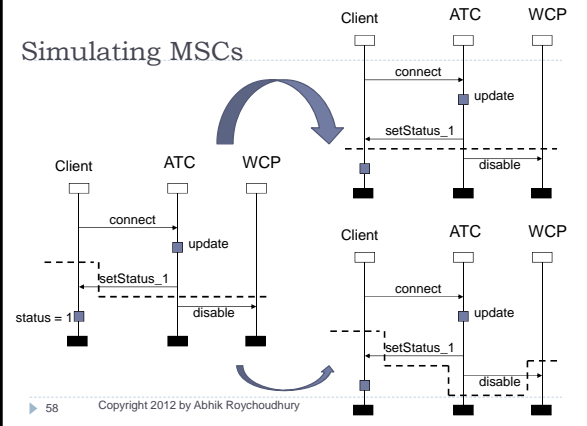 Simulating MSCs
Client ATC WCP
connect
update
setStatus_1
disable
Client ATC WCP
connect
update
setStatus_1
status = 1
disable
Client ATC WCP
connect
update
setStatus_1
disable
58 Copyright 2012 by Abhik Roychoudhury